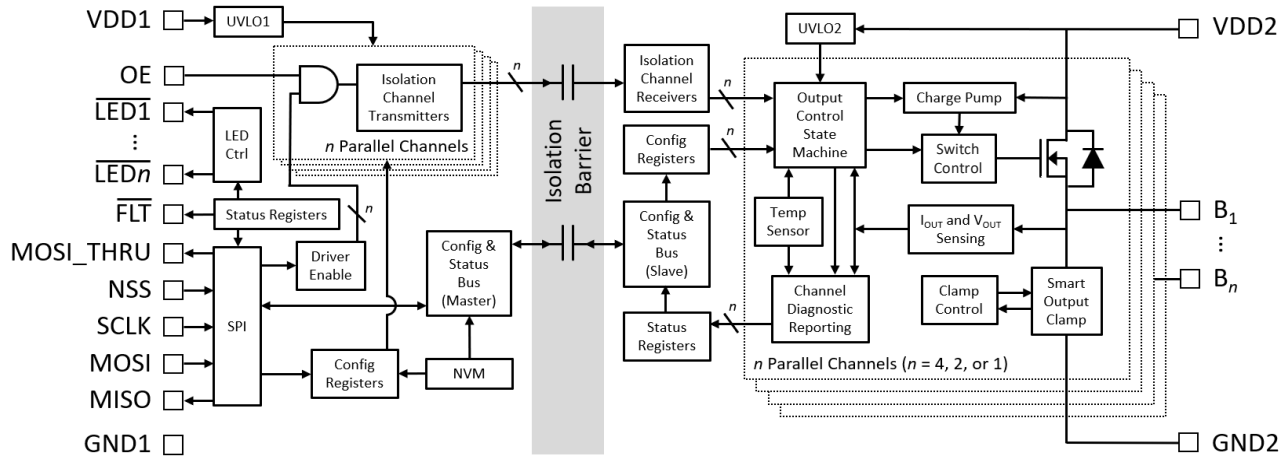 VDD1
UVLO1
OE
Isolation
Channel
Transmitters
n Parallel Channels
n
LED1
⋮
LEDn
LED
Ctrl
FLT
Status Registers
n
MOSI_THRU
NSS
SCLK
MOSI
MISO
GND1
SPI
Driver
Enable
Config
Registers
NVM
Config &
Status
Bus
(Master)
Isolation
Barrier
Isolation
Channel
Receivers
n
Config
Registers
n
Config &
Status
Bus
(Slave)
Status
Registers
n
UVLO2
Output
Control
State
Machine
Charge Pump
Switch
Control
Temp
Sensor
IOUT and VOUT
Sensing
Channel
Diagnostic
Reporting
Clamp
Control
Smart
Output
Clamp
n Parallel Channels (n = 4, 2, or 1)
VDD2
B1
⋮
Bn
GND2